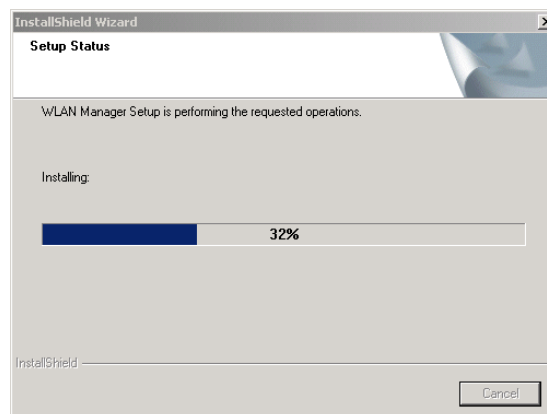 InstallShield Wizard
Setup Status
WLAN Manager Setup is performing the requested operations.
Installing:
32%
InstallShield
Cancel